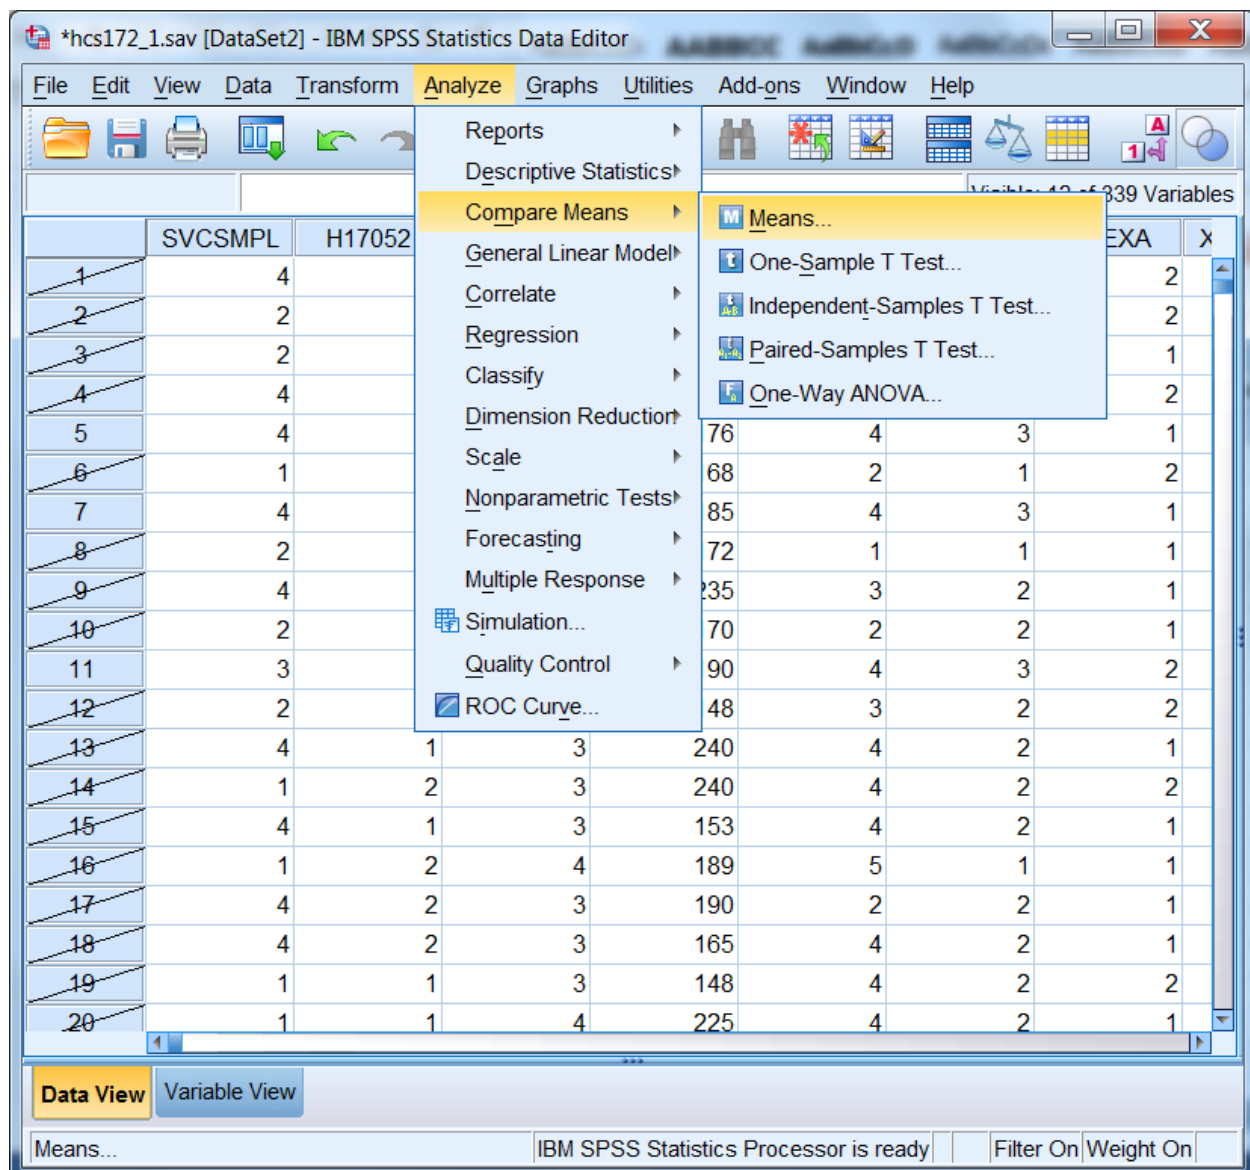 *hcs172_1.sav [DataSet2] - IBM SPSS Statistics Data Editor
File Edit View Data Transform Analyze Graphs Utilities Add-ons Window Help
Reports
Descriptive Statistics
Compare Means
General Linear Model
Correlate
Regression
Classify
Dimension Reduction
Scale
Nonparametric Tests
Forecasting
Multiple Response
Simulation...
Quality Control
ROC Curve...
Means...
One-Sample T Test...
Independent-Samples T Test...
Paired-Samples T Test...
One-Way ANOVA...
339 Variables
SVCSMPL H17052 EXA X
1 4 2
2 2 2
3 2 1
4 4 2
5 4 76 4 3 1
6 1 68 2 1 2
7 4 85 4 3 1
8 2 72 1 1 1
9 4 235 3 2 1
10 2 70 2 2 1
11 3 90 4 3 2
12 2 48 3 2 2
13 4 1 3 240 4 2 1
14 1 2 3 240 4 2 2
15 4 1 3 153 4 2 1
16 1 2 4 189 5 1 1
17 4 2 3 190 2 2 1
18 4 2 3 165 4 2 1
19 1 1 3 148 4 2 2
20 1 1 4 225 4 2 1
Data View Variable View
Means... IBM SPSS Statistics Processor is ready Filter On Weight On